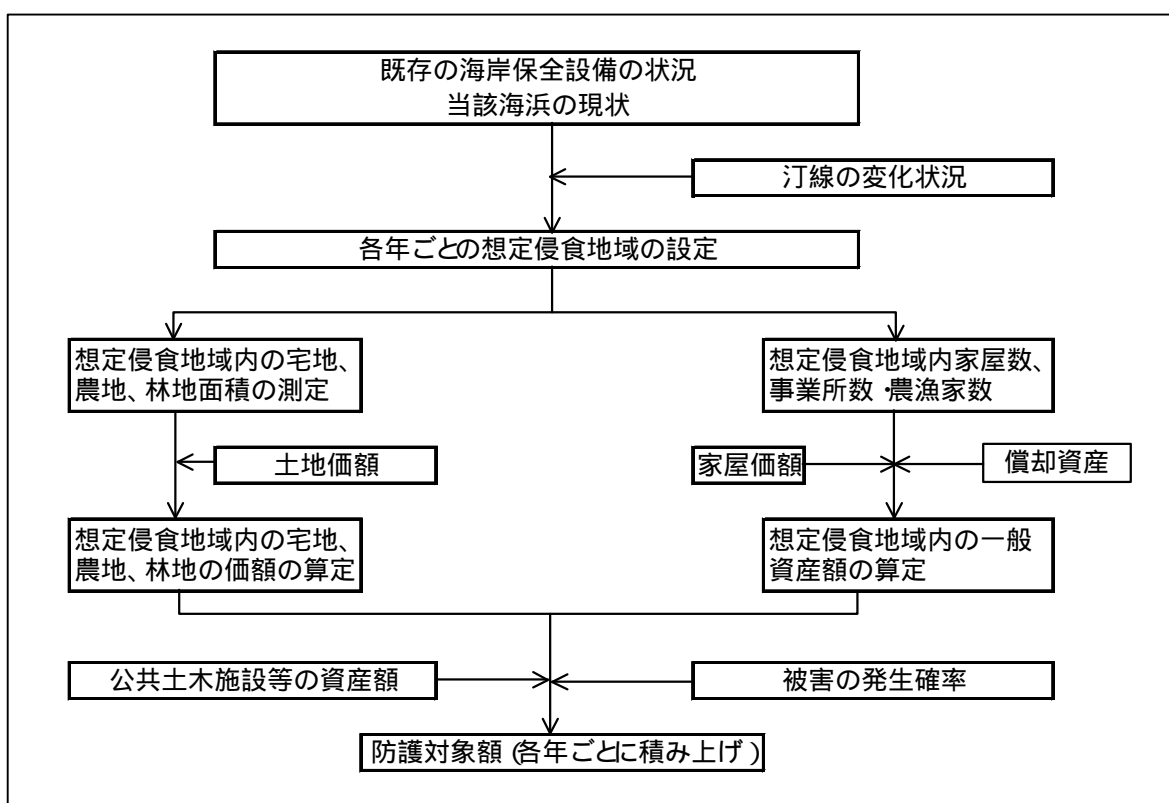 既存の海岸保全設備の状況
当該海浜の現状
汀線の変化状況
各年ごとの想定侵食地域の設定
想定侵食地域内の宅地、
農地、林地面積の測定
想定侵食地域内家屋数、
事業所数・農漁家数
土地価額
家屋価額
償却資産
想定侵食地域内の宅地、
農地、林地の価額の算定
想定侵食地域内の一般
資産額の算定
公共土木施設等の資産額
被害の発生確率
防護対象額(各年ごとに積み上げ)